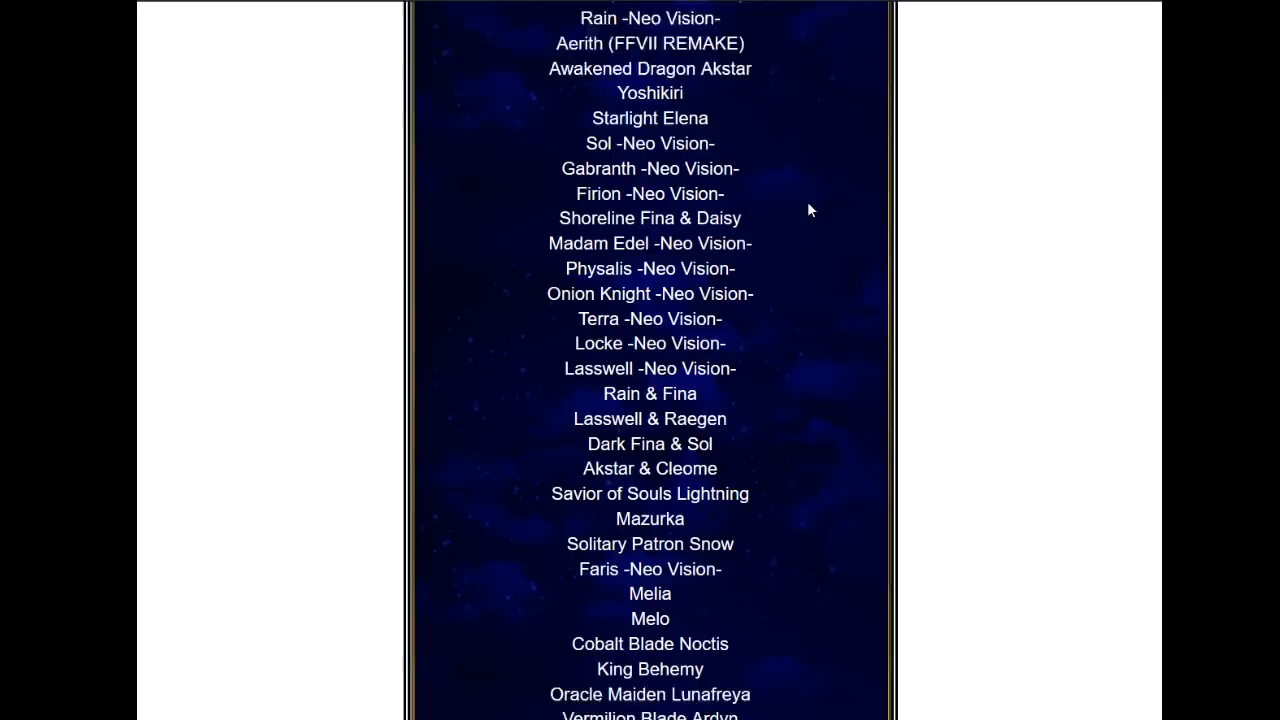 Rain -Neo Vision-
Aerith (FFVII REMAKE)
Awakened Dragon Akstar
Yoshikiri
Starlight Elena
Sol -Neo Vision-
Gabranth -Neo Vision-
Firion -Neo Vision-
Shoreline Fina & Daisy
Madam Edel -Neo Vision-
Physalis -Neo Vision-
Onion Knight -Neo Vision-
Terra -Neo Vision-
Locke -Neo Vision-
Lasswell -Neo Vision-
Rain & Fina
Lasswell & Raegen
Dark Fina & Sol
Akstar & Cleome
Savior of Souls Lightning
Mazurka
Solitary Patron Snow
Faris -Neo Vision-
Melia
Melo
Cobalt Blade Noctis
King Behemy
Oracle Maiden Lunafreya
Vermilion Blade Ardyn